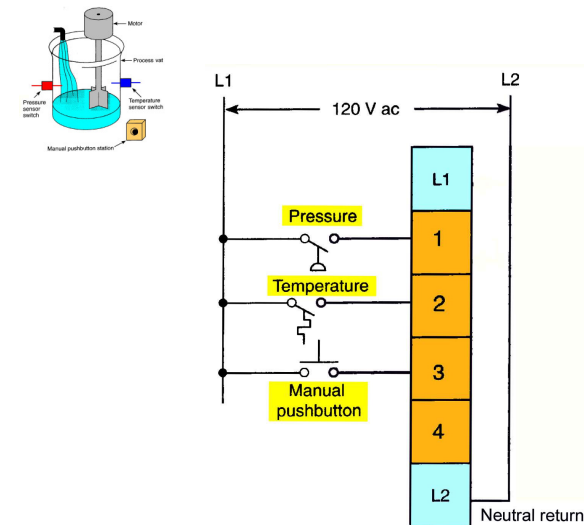 Motor
Process vat
Pressure
sensor
switch
Temperature
sensor switch
Manual pushbutton station
L1
L2
120 V ac
L1
Pressure
1
Temperature
2
3
Manual
pushbutton
4
L2
Neutral return